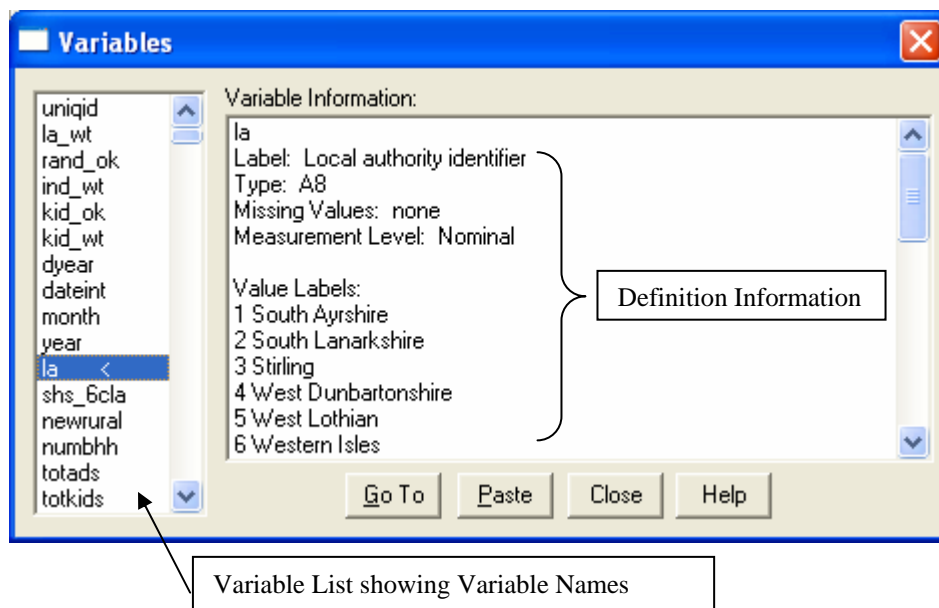 Variables
uniqid
la_wt
rand_ok
ind_wt
kid_ok
kid_wt
dyear
dateint
month
year
la <
shs_6cla
newrural
numbhh
totads
totkids
Variable Information:
la
Label: Local authority identifier
Type: A8
Missing Values: none
Measurement Level: Nominal
Value Labels:
1 South Ayrshire
2 South Lanarkshire
3 Stirling
4 West Dunbartonshire
5 West Lothian
6 Western Isles
Definition Information
Go To Paste Close Help
Variable List showing Variable Names